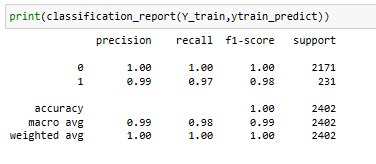 print(classification_report(Y_train,ytrain_predict))
precision recall f1-score support
0 1.00 1.00 1.00 2171
1 0.99 0.97 0.98 231
accuracy 1.00 2402
macro avg 0.99 0.98 0.99 2402
weighted avg 1.00 1.00 1.00 2402